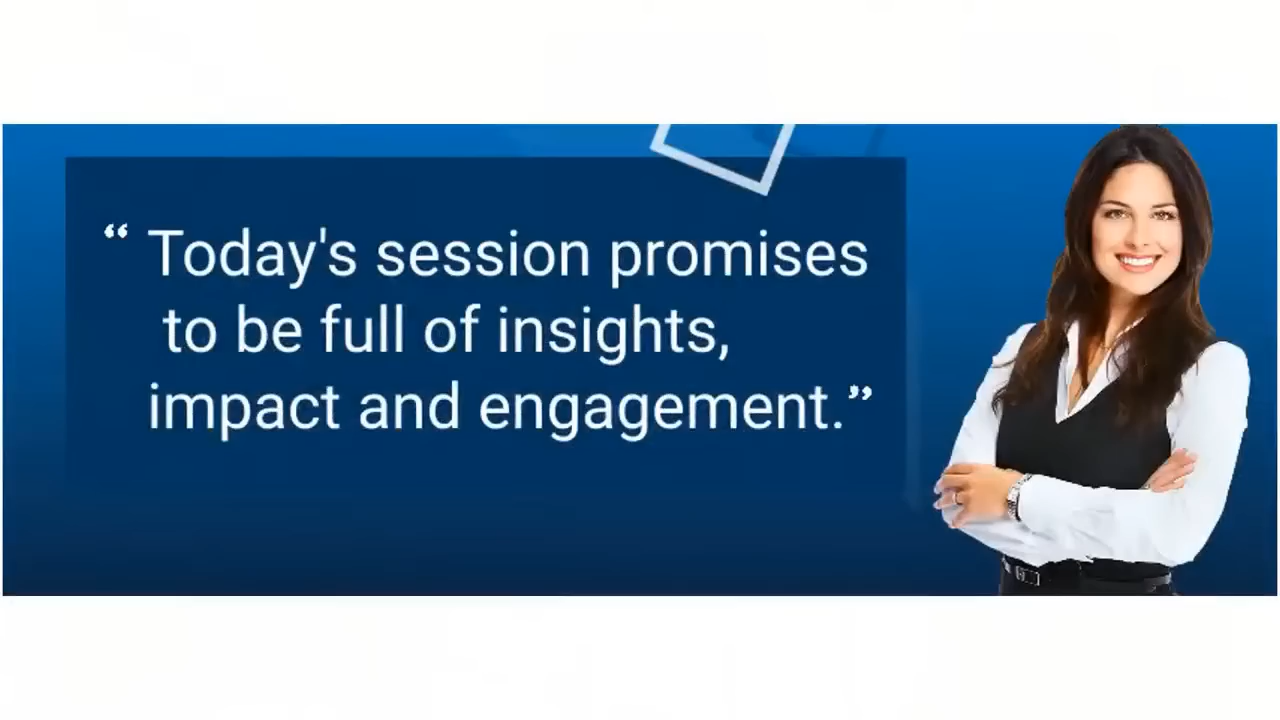 “ Today's session promises
to be full of insights,
impact and engagement.”